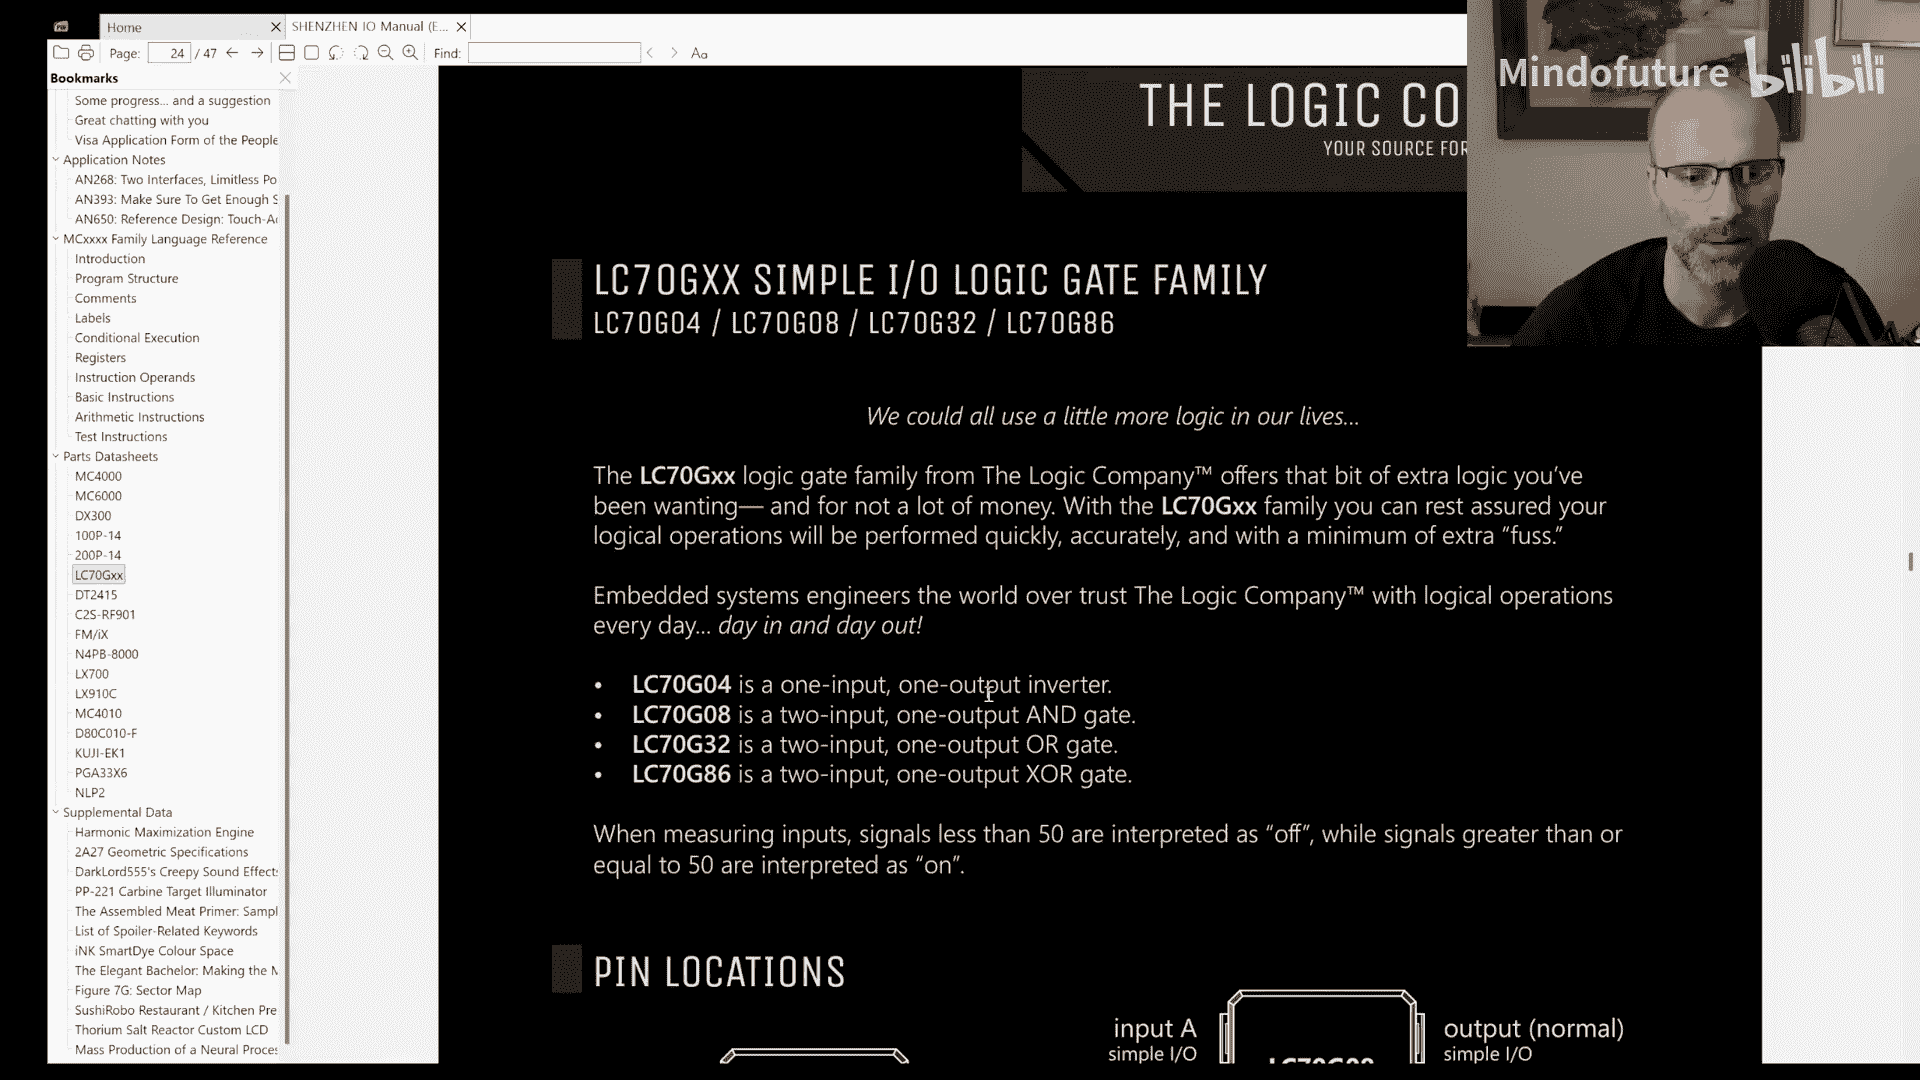 Home
SHENZHEN IO Manual (E...
Page: 24 / 47
Find:
Aa
Bookmarks
Some progress... and a suggestion
Great chatting with you
Visa Application Form of the People
Application Notes
AN268: Two Interfaces, Limitless Po
AN393: Make Sure To Get Enough S
AN650: Reference Design: Touch-Ac
MCxxxx Family Language Reference
Introduction
Program Structure
Comments
Labels
Conditional Execution
Registers
Instruction Operands
Basic Instructions
Arithmetic Instructions
Test Instructions
Parts Datasheets
MC4000
MC6000
DX300
100P-14
200P-14
LC70Gxx
DT2415
C2S-RF901
FM/iX
N4PB-8000
LX700
LX910C
MC4010
D80C010-F
KUJI-EK1
PGA33X6
NLP2
Supplemental Data
Harmonic Maximization Engine
2A27 Geometric Specifications
DarkLord555's Creepy Sound Effects
PP-221 Carbine Target Illuminator
The Assembled Meat Primer: Sampl
List of Spoiler-Related Keywords
iNK SmartDye Colour Space
The Elegant Bachelor: Making the M
Figure 7G: Sector Map
SushiRobo Restaurant / Kitchen Pre
Thorium Salt Reactor Custom LCD
Mass Production of a Neural Proces
THE LOGIC CO
YOUR SOURCE FOR
Mindofuture bilibili
LC70GXX SIMPLE I/O LOGIC GATE FAMILY
LC70G04 / LC70G08 / LC70G32 / LC70G86
We could all use a little more logic in our lives...
The LC70Gxx logic gate family from The Logic Company™ offers that bit of extra logic you've
been wanting— and for not a lot of money. With the LC70Gxx family you can rest assured your
logical operations will be performed quickly, accurately, and with a minimum of extra “fuss.”
Embedded systems engineers the world over trust The Logic Company™ with logical operations
every day... day in and day out!
• LC70G04 is a one-input, one-output inverter.
• LC70G08 is a two-input, one-output AND gate.
• LC70G32 is a two-input, one-output OR gate.
• LC70G86 is a two-input, one-output XOR gate.
When measuring inputs, signals less than 50 are interpreted as “off”, while signals greater than or
equal to 50 are interpreted as “on”.
PIN LOCATIONS
input A
simple I/O
LC70G08
output (normal)
simple I/O